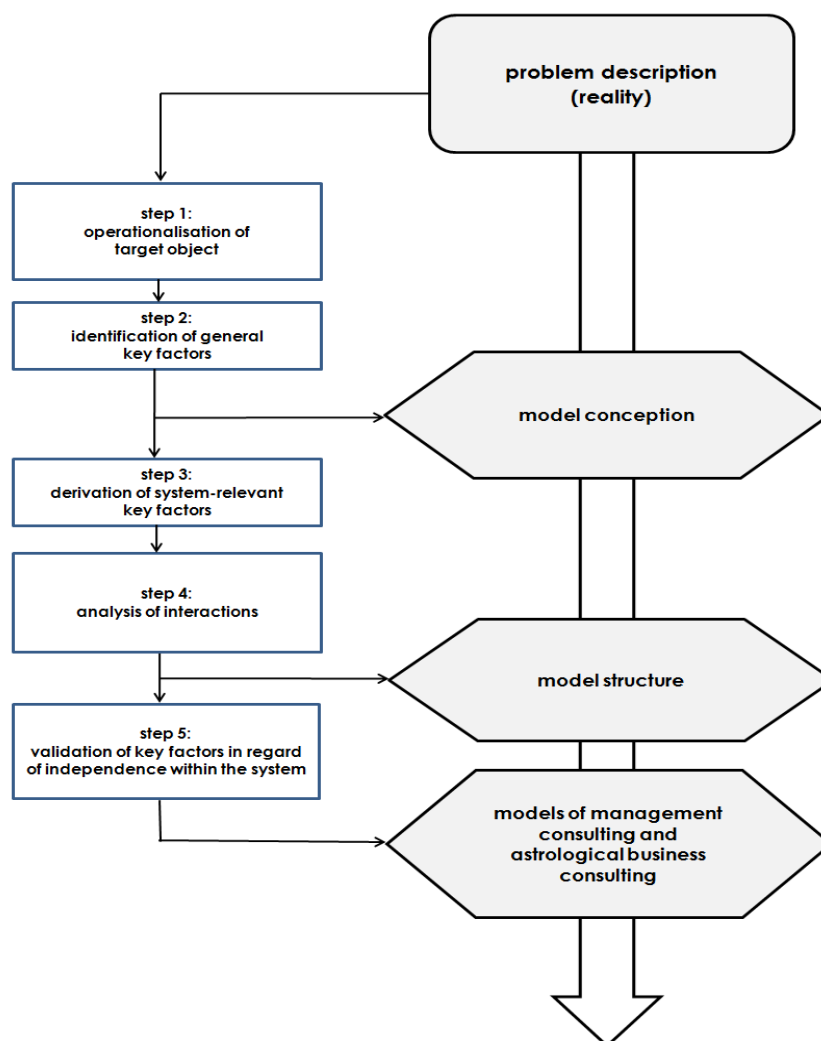 problem description
(reality)
step 1:
operationalisation of
target object
step 2:
identification of general
key factors
model conception
step 3:
derivation of system-relevant
key factors
step 4:
analysis of interactions
model structure
step 5:
validation of key factors in regard
of independence within the system
models of management
consulting and
astrological business
consulting